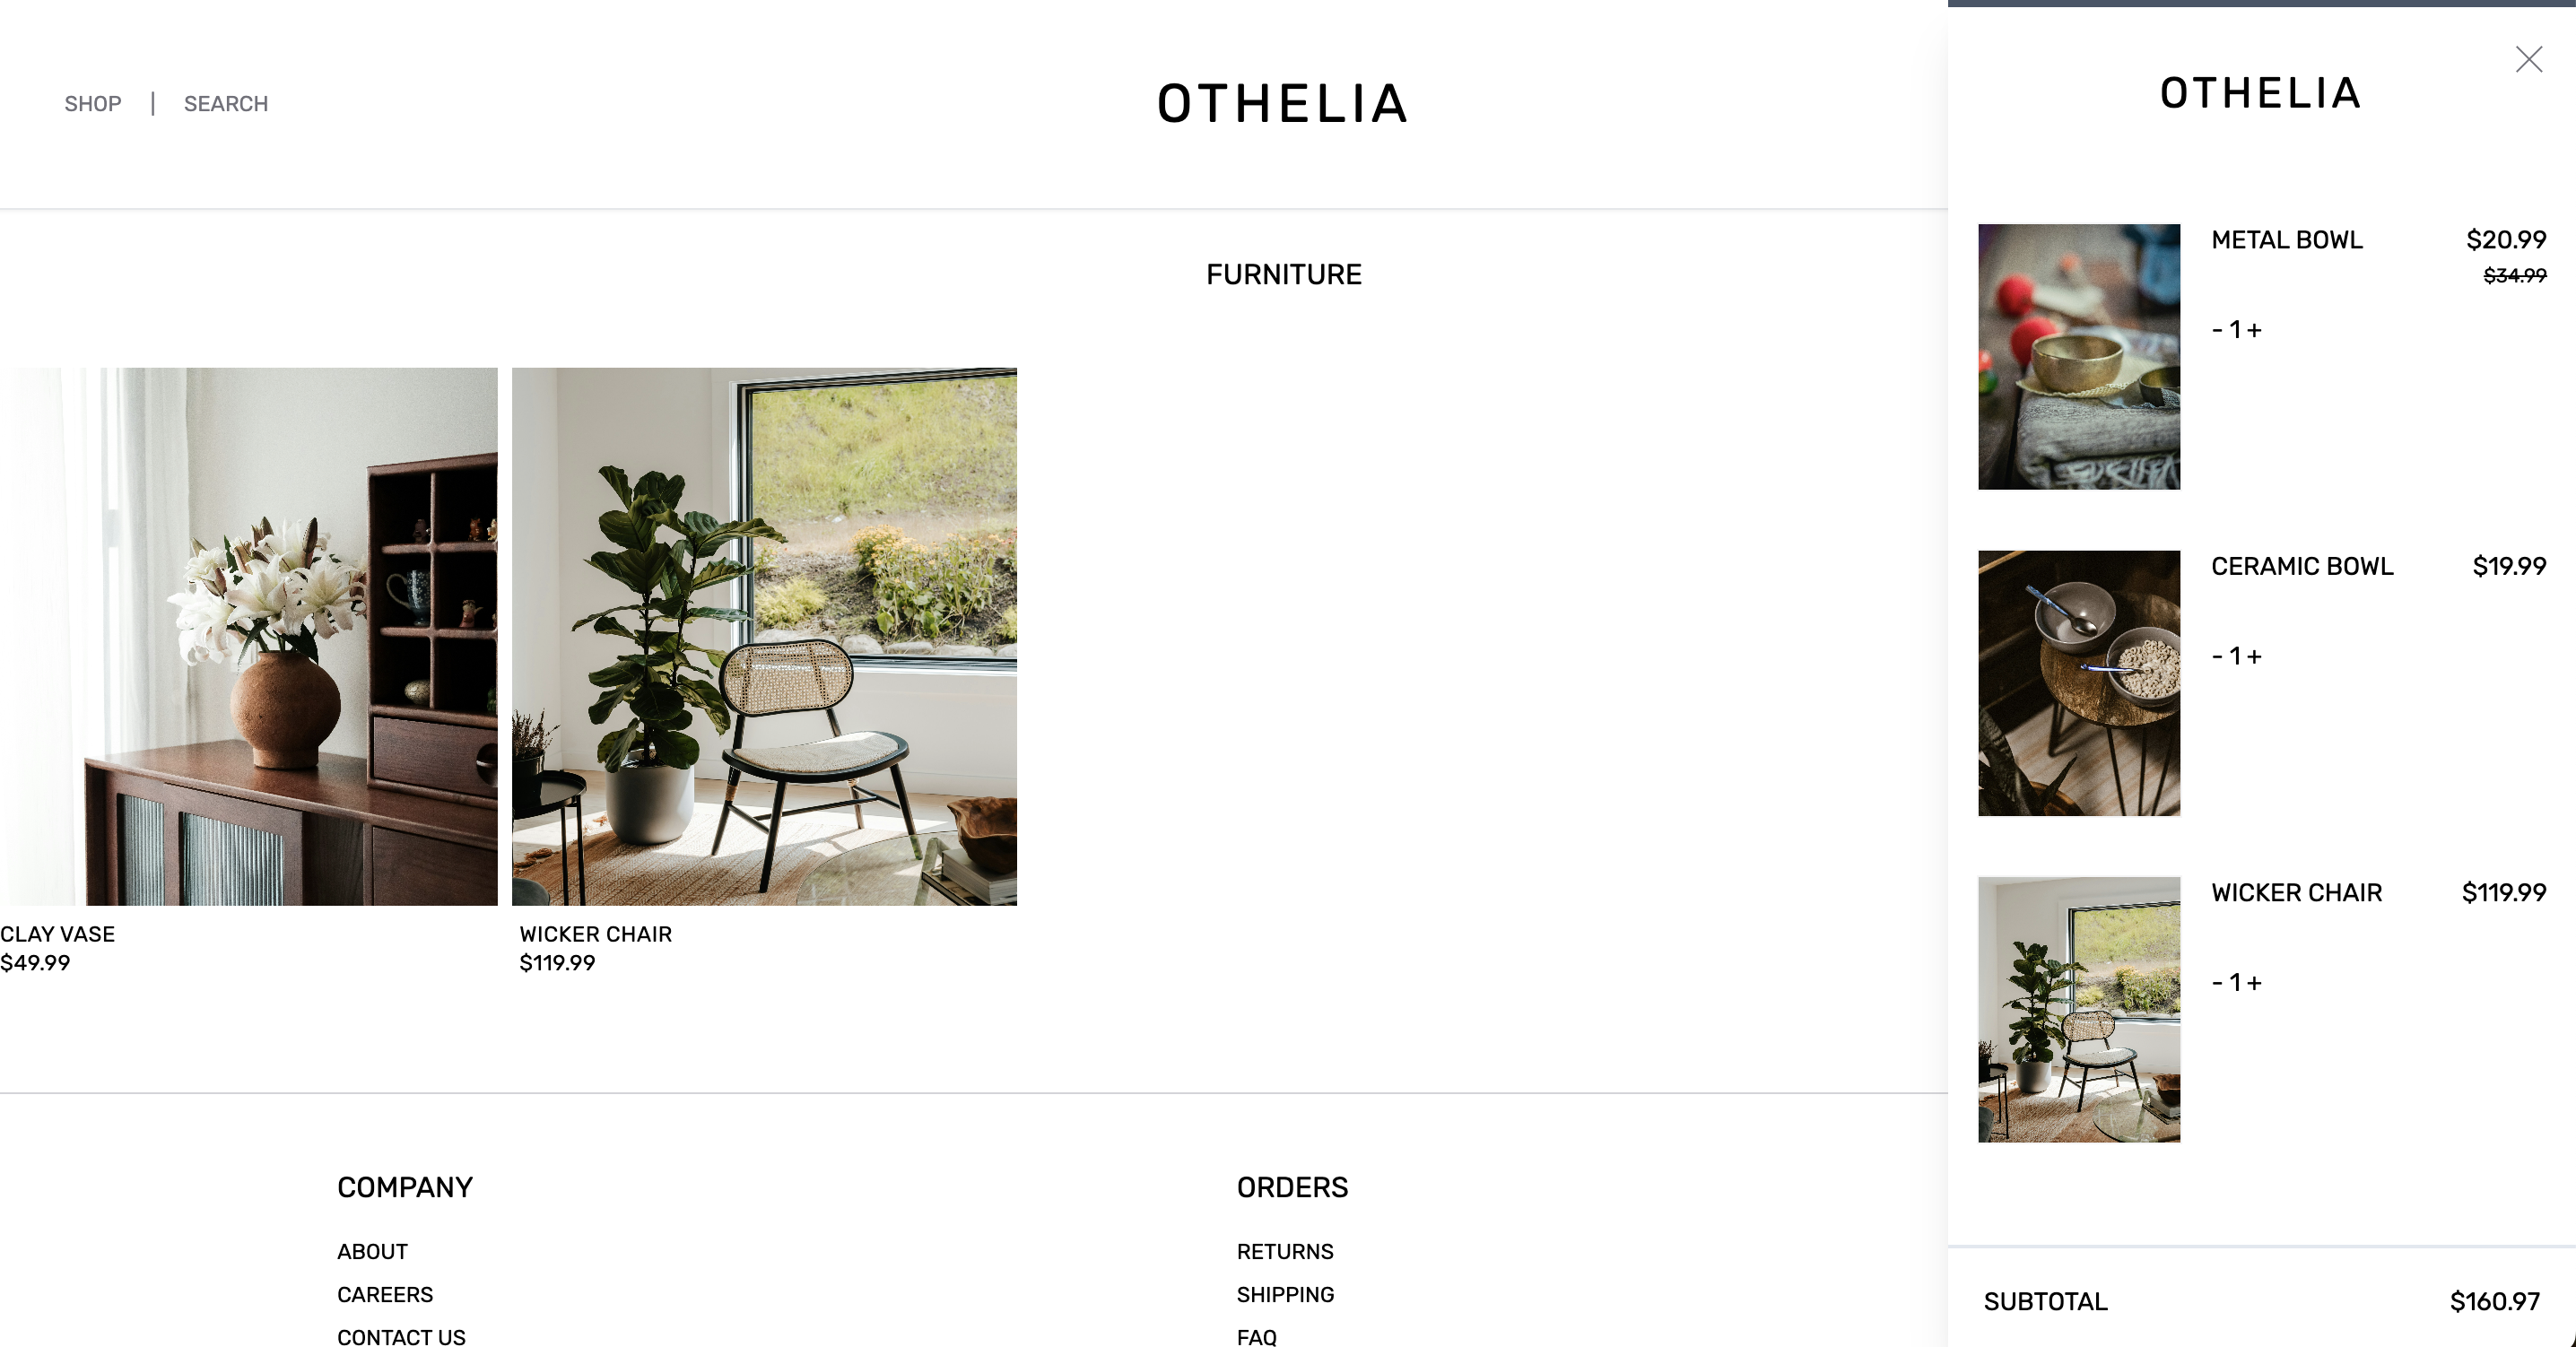 SHOP | SEARCH
OTHELIA
FURNITURE
CLAY VASE
$49.99
WICKER CHAIR
$119.99
COMPANY
ABOUT
CAREERS
CONTACT US
ORDERS
RETURNS
SHIPPING
FAQ
OTHELIA
METAL BOWL $20.99
$34.99
- 1 +
CERAMIC BOWL $19.99
- 1 +
WICKER CHAIR $119.99
- 1 +
SUBTOTAL $160.97